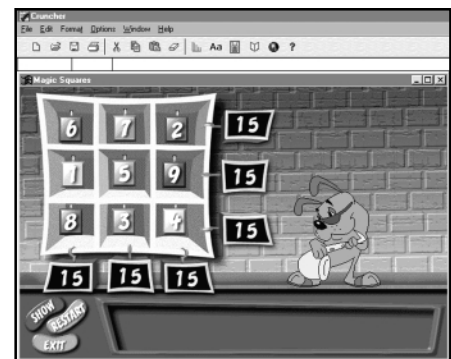 Cruncher
File Edit Format Options Window Help
Aa ?
Magic Squares
6 7 2 15
1 5 9 15
8 3 4 15
15 15 15
SHOW
RESTART
EXIT